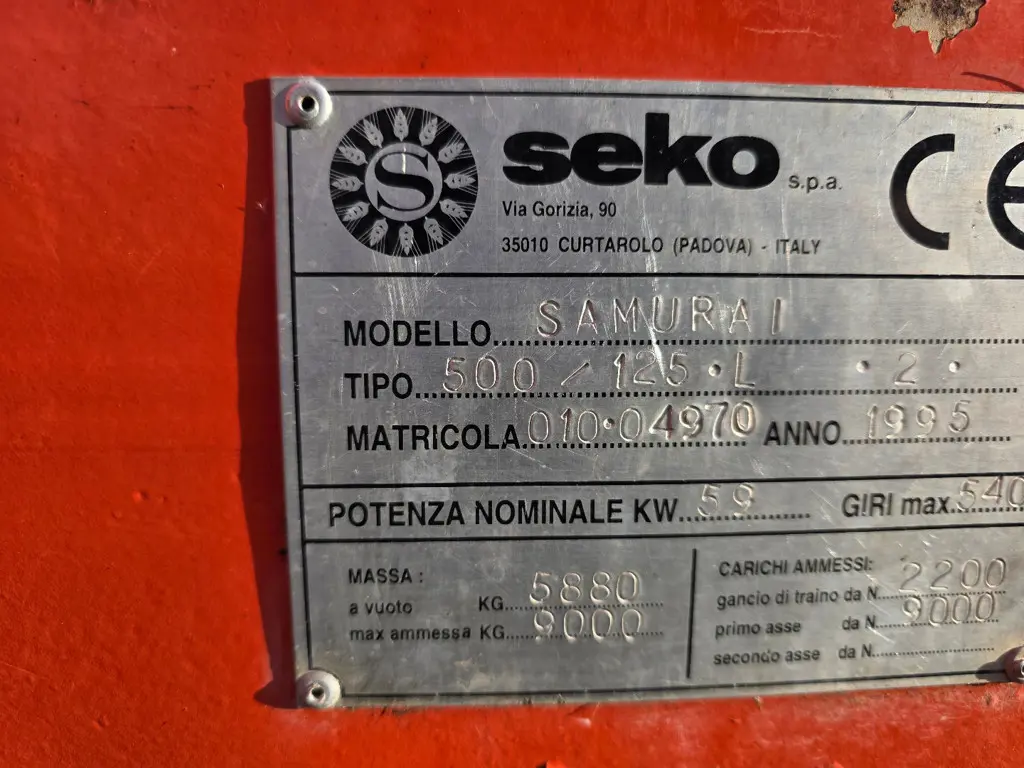 S
seko s.p.a.
Via Gorizia, 90
35010 CURTAROLO (PADOVA) - ITALY
CE
MODELLO SAMURAI
TIPO 500 / 125 · L · 2 ·
MATRICOLA 010·04970 ANNO 1995
POTENZA NOMINALE KW 59 GIRI max. 540
MASSA :
a vuoto KG. 5880
max ammessa KG. 9000
CARICHI AMMESSI:
gancio di traino da N. 2200
primo asse da N. 9000
secondo asse da N.